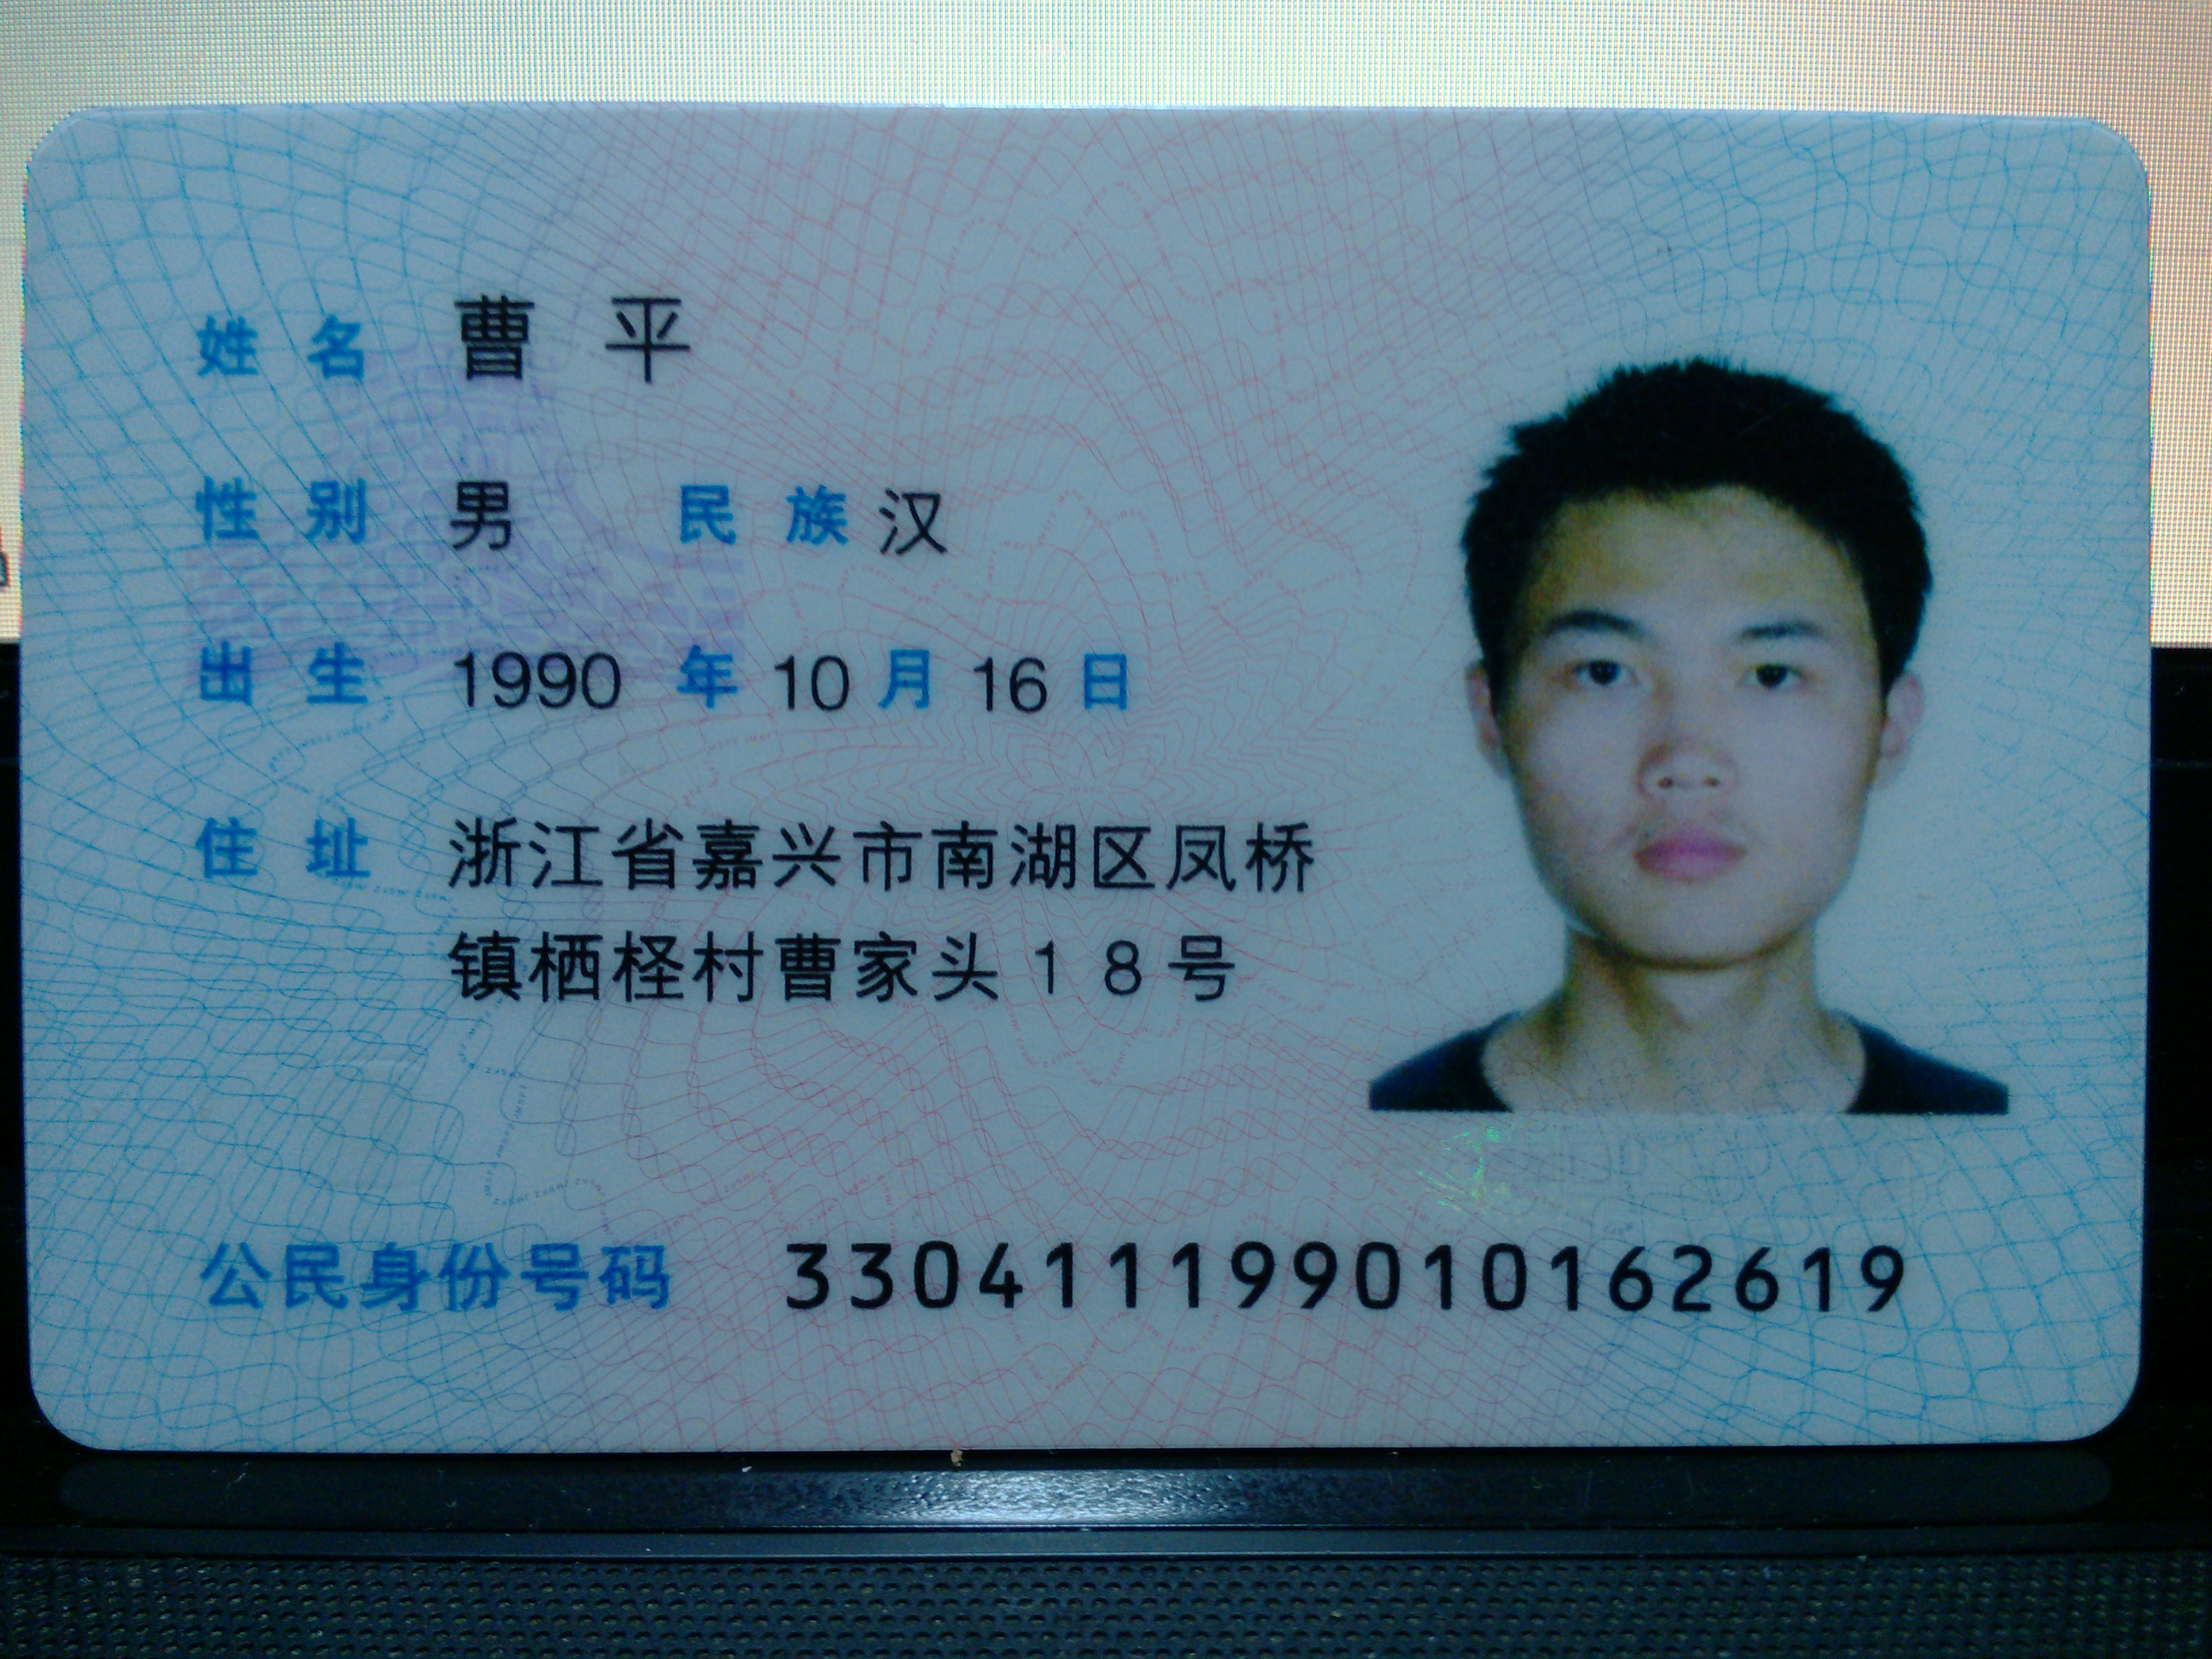 姓名 曹平
性别 男 民族 汉
出生 1990 年 10 月 16 日
住址 浙江省嘉兴市南湖区凤桥
镇栖柽村曹家头18号
公民身份号码 330411199010162619